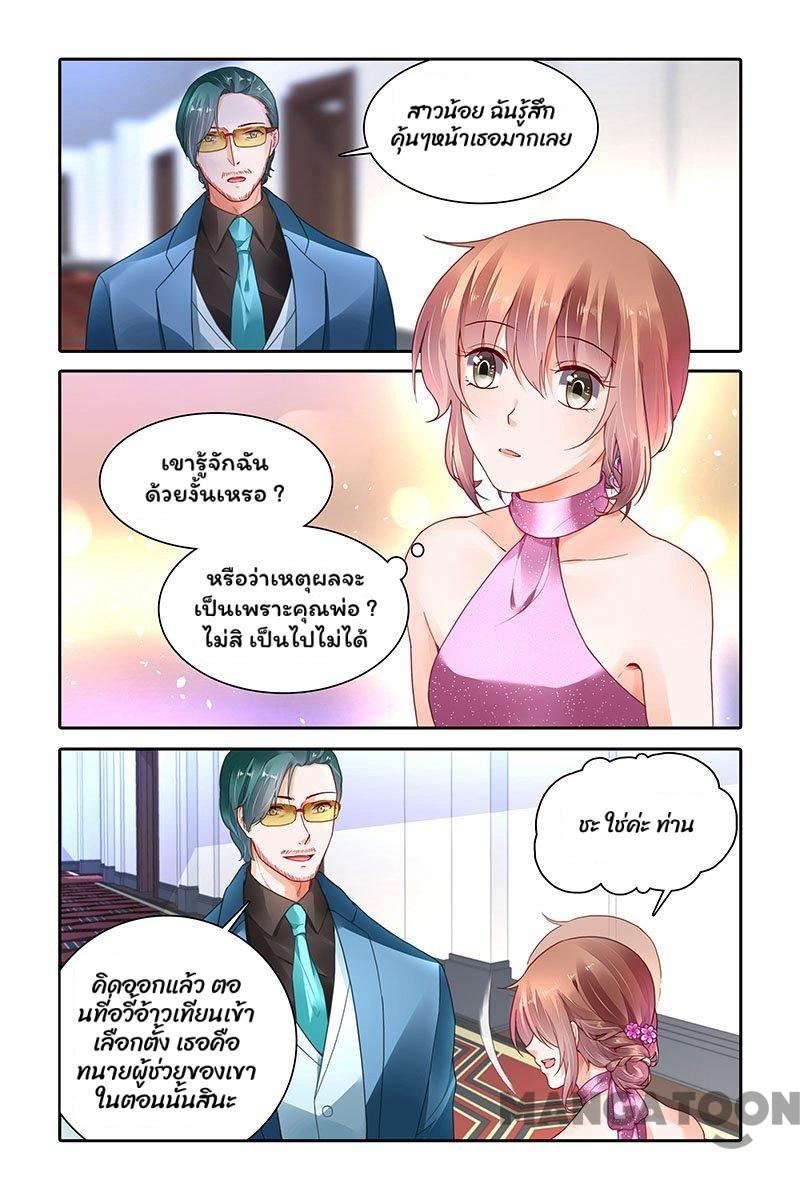 สาวน้อย ฉันรู้สึก
คุ้นๆหน้าเธอมากเลย
เขารู้จักฉัน
ด้วยงั้นเหรอ ?
หรือว่าเหตุผลจะ
เป็นเพราะคุณพ่อ ?
ไม่สิ เป็นไปไม่ได้
ชะ ใช่ค่ะ ท่าน
คิดออกแล้ว ตอ
นที่อวี้อ้าวเทียนเข้า
เลือกตั้ง เธอคือ
ทนายผู้ช่วยของเขา
ในตอนนั้นสินะ
MANGATOON